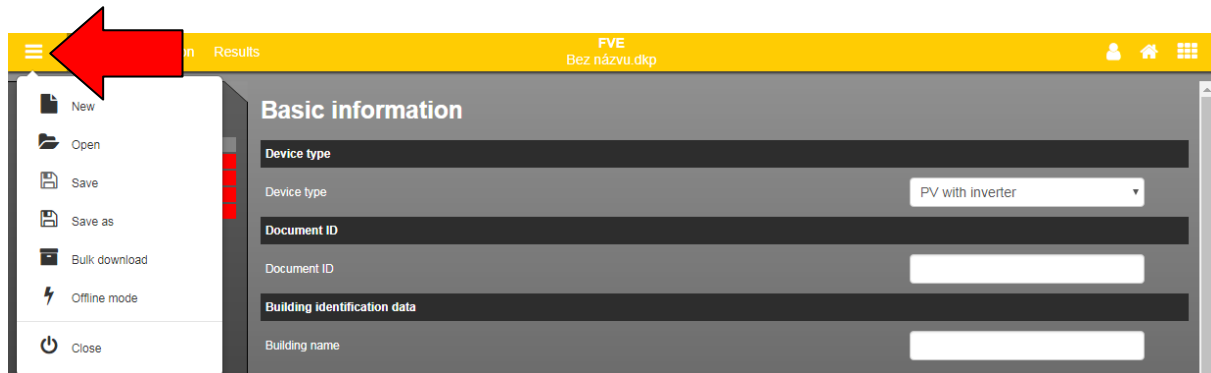 Results
FVE
Bez názvu.dkp
New
Open
Save
Save as
Bulk download
Offline mode
Close
Basic information
Device type
Device type
PV with inverter
Document ID
Document ID
Building identification data
Building name